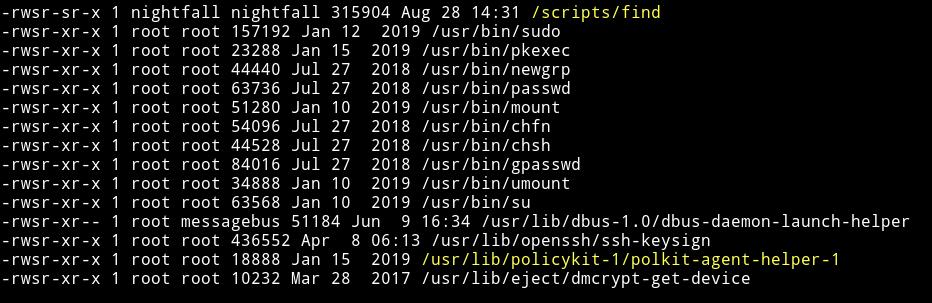 -rwsr-sr-x 1 nightfall nightfall 315904 Aug 28 14:31 /scripts/find
-rwsr-xr-x 1 root root 157192 Jan 12  2019 /usr/bin/sudo
-rwsr-xr-x 1 root root 23288 Jan 15  2019 /usr/bin/pkexec
-rwsr-xr-x 1 root root 44440 Jul 27  2018 /usr/bin/newgrp
-rwsr-xr-x 1 root root 63736 Jul 27  2018 /usr/bin/passwd
-rwsr-xr-x 1 root root 51280 Jan 10  2019 /usr/bin/mount
-rwsr-xr-x 1 root root 54096 Jul 27  2018 /usr/bin/chfn
-rwsr-xr-x 1 root root 44528 Jul 27  2018 /usr/bin/chsh
-rwsr-xr-x 1 root root 84016 Jul 27  2018 /usr/bin/gpasswd
-rwsr-xr-x 1 root root 34888 Jan 10  2019 /usr/bin/umount
-rwsr-xr-x 1 root root 63568 Jan 10  2019 /usr/bin/su
-rwsr-xr-- 1 root messagebus 51184 Jun  9 16:34 /usr/lib/dbus-1.0/dbus-daemon-launch-helper
-rwsr-xr-x 1 root root 436552 Apr  8 06:13 /usr/lib/openssh/ssh-keysign
-rwsr-xr-x 1 root root 18888 Jan 15  2019 /usr/lib/policykit-1/polkit-agent-helper-1
-rwsr-xr-x 1 root root 10232 Mar 28  2017 /usr/lib/eject/dmcrypt-get-device